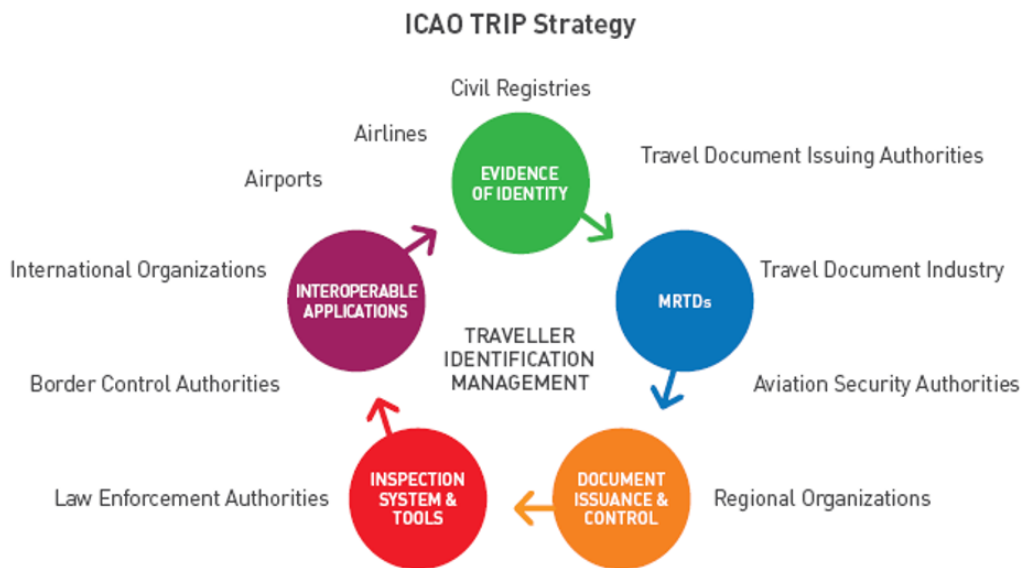 ICAO TRIP Strategy
Civil Registries
Airlines
Airports
EVIDENCE
OF IDENTITY
Travel Document Issuing Authorities
International Organizations
INTEROPERABLE
APPLICATIONS
MRTDs
Travel Document Industry
TRAVELLER
IDENTIFICATION
MANAGEMENT
Border Control Authorities
Aviation Security Authorities
Law Enforcement Authorities
INSPECTION
SYSTEM &
TOOLS
DOCUMENT
ISSUANCE &
CONTROL
Regional Organizations